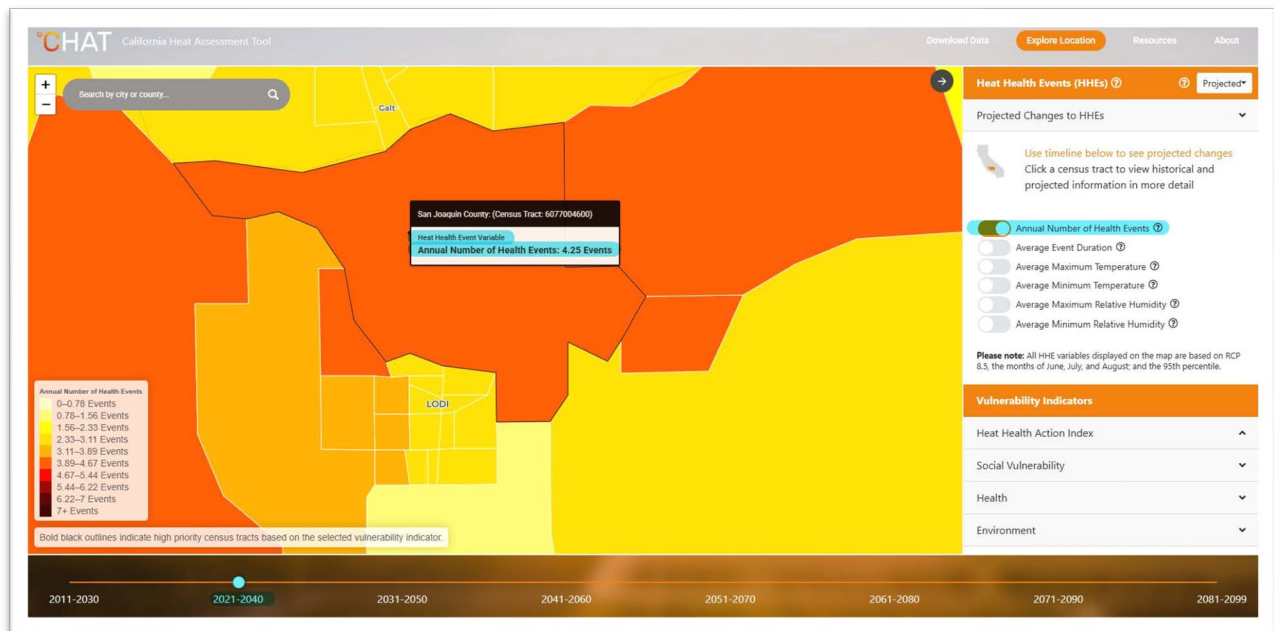 °CHAT California Heat Assessment Tool
Download Data Explore Location Resources About
+
−
Search by city or county...
Galt
LODI
San Joaquin County: (Census Tract: 6077004600)
Heat Health Event Variable
Annual Number of Health Events: 4.25 Events
Annual Number of Health Events
0–0.78 Events
0.78–1.56 Events
1.56–2.33 Events
2.33–3.11 Events
3.11–3.89 Events
3.89–4.67 Events
4.67–5.44 Events
5.44–6.22 Events
6.22–7 Events
7+ Events
Bold black outlines indicate high priority census tracts based on the selected vulnerability indicator.
Heat Health Events (HHEs) ? ? Projected
Projected Changes to HHEs
Use timeline below to see projected changes
Click a census tract to view historical and
projected information in more detail
Annual Number of Health Events ?
Average Event Duration ?
Average Maximum Temperature ?
Average Minimum Temperature ?
Average Maximum Relative Humidity ?
Average Minimum Relative Humidity ?
Please note: All HHE variables displayed on the map are based on RCP
8.5, the months of June, July, and August; and the 95th percentile.
Vulnerability Indicators
Heat Health Action Index
Social Vulnerability
Health
Environment
2011-2030 2021-2040 2031-2050 2041-2060 2051-2070 2061-2080 2071-2090 2081-2099